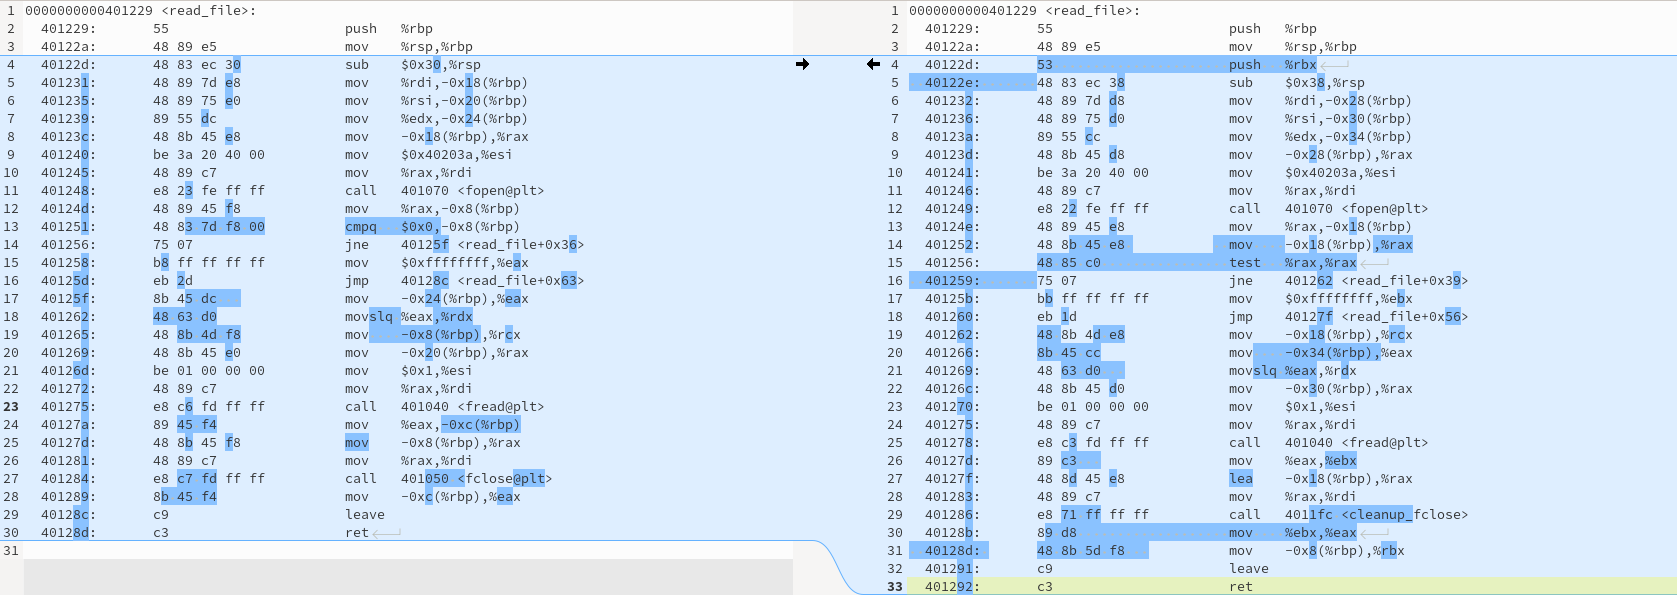 1 0000000000401229 <read_file>:
2 401229: 55 push %rbp
3 40122a: 48 89 e5 mov %rsp,%rbp
4 40122d: 48 83 ec 30 sub $0x30,%rsp
5 401231: 48 89 7d e8 mov %rdi,-0x18(%rbp)
6 401235: 48 89 75 e0 mov %rsi,-0x20(%rbp)
7 401239: 89 55 dc mov %edx,-0x24(%rbp)
8 40123c: 48 8b 45 e8 mov -0x18(%rbp),%rax
9 401240: be 3a 20 40 00 mov $0x40203a,%esi
10 401245: 48 89 c7 mov %rax,%rdi
11 401248: e8 23 fe ff ff call 401070 <fopen@plt>
12 40124d: 48 89 45 f8 mov %rax,-0x8(%rbp)
13 401251: 48 83 7d f8 00 cmpq $0x0,-0x8(%rbp)
14 401256: 75 07 jne 40125f <read_file+0x36>
15 401258: b8 ff ff ff ff mov $0xffffffff,%eax
16 40125d: eb 2d jmp 40128c <read_file+0x63>
17 40125f: 8b 45 dc mov -0x24(%rbp),%eax
18 401262: 48 63 d0 movslq %eax,%rdx
19 401265: 48 8b 4d f8 mov -0x8(%rbp),%rcx
20 401269: 48 8b 45 e0 mov -0x20(%rbp),%rax
21 40126d: be 01 00 00 00 mov $0x1,%esi
22 401272: 48 89 c7 mov %rax,%rdi
23 401275: e8 c6 fd ff ff call 401040 <fread@plt>
24 40127a: 89 45 f4 mov %eax,-0xc(%rbp)
25 40127d: 48 8b 45 f8 mov -0x8(%rbp),%rax
26 401281: 48 89 c7 mov %rax,%rdi
27 401284: e8 c7 fd ff ff call 401050 <fclose@plt>
28 401289: 8b 45 f4 mov -0xc(%rbp),%eax
29 40128c: c9 leave
30 40128d: c3 ret
31
1 0000000000401229 <read_file>:
2 401229: 55 push %rbp
3 40122a: 48 89 e5 mov %rsp,%rbp
4 40122d: 53 push %rbx
5 40122e: 48 83 ec 38 sub $0x38,%rsp
6 401232: 48 89 7d d8 mov %rdi,-0x28(%rbp)
7 401236: 48 89 75 d0 mov %rsi,-0x30(%rbp)
8 40123a: 89 55 cc mov %edx,-0x34(%rbp)
9 40123d: 48 8b 45 d8 mov -0x28(%rbp),%rax
10 401241: be 3a 20 40 00 mov $0x40203a,%esi
11 401246: 48 89 c7 mov %rax,%rdi
12 401249: e8 22 fe ff ff call 401070 <fopen@plt>
13 40124e: 48 89 45 e8 mov %rax,-0x18(%rbp)
14 401252: 48 8b 45 e8 mov -0x18(%rbp),%rax
15 401256: 48 85 c0 test %rax,%rax
16 401259: 75 07 jne 401262 <read_file+0x39>
17 40125b: bb ff ff ff ff mov $0xffffffff,%ebx
18 401260: eb 1d jmp 40127f <read_file+0x56>
19 401262: 48 8b 4d e8 mov -0x18(%rbp),%rcx
20 401266: 8b 45 cc mov -0x34(%rbp),%eax
21 401269: 48 63 d0 movslq %eax,%rdx
22 40126c: 48 8b 45 d0 mov -0x30(%rbp),%rax
23 401270: be 01 00 00 00 mov $0x1,%esi
24 401275: 48 89 c7 mov %rax,%rdi
25 401278: e8 c3 fd ff ff call 401040 <fread@plt>
26 40127d: 89 c3 mov %eax,%ebx
27 40127f: 48 8d 45 e8 lea -0x18(%rbp),%rax
28 401283: 48 89 c7 mov %rax,%rdi
29 401286: e8 71 ff ff ff call 4011fc <cleanup_fclose>
30 40128b: 89 d8 mov %ebx,%eax
31 40128d: 48 8b 5d f8 mov -0x8(%rbp),%rbx
32 401291: c9 leave
33 401292: c3 ret